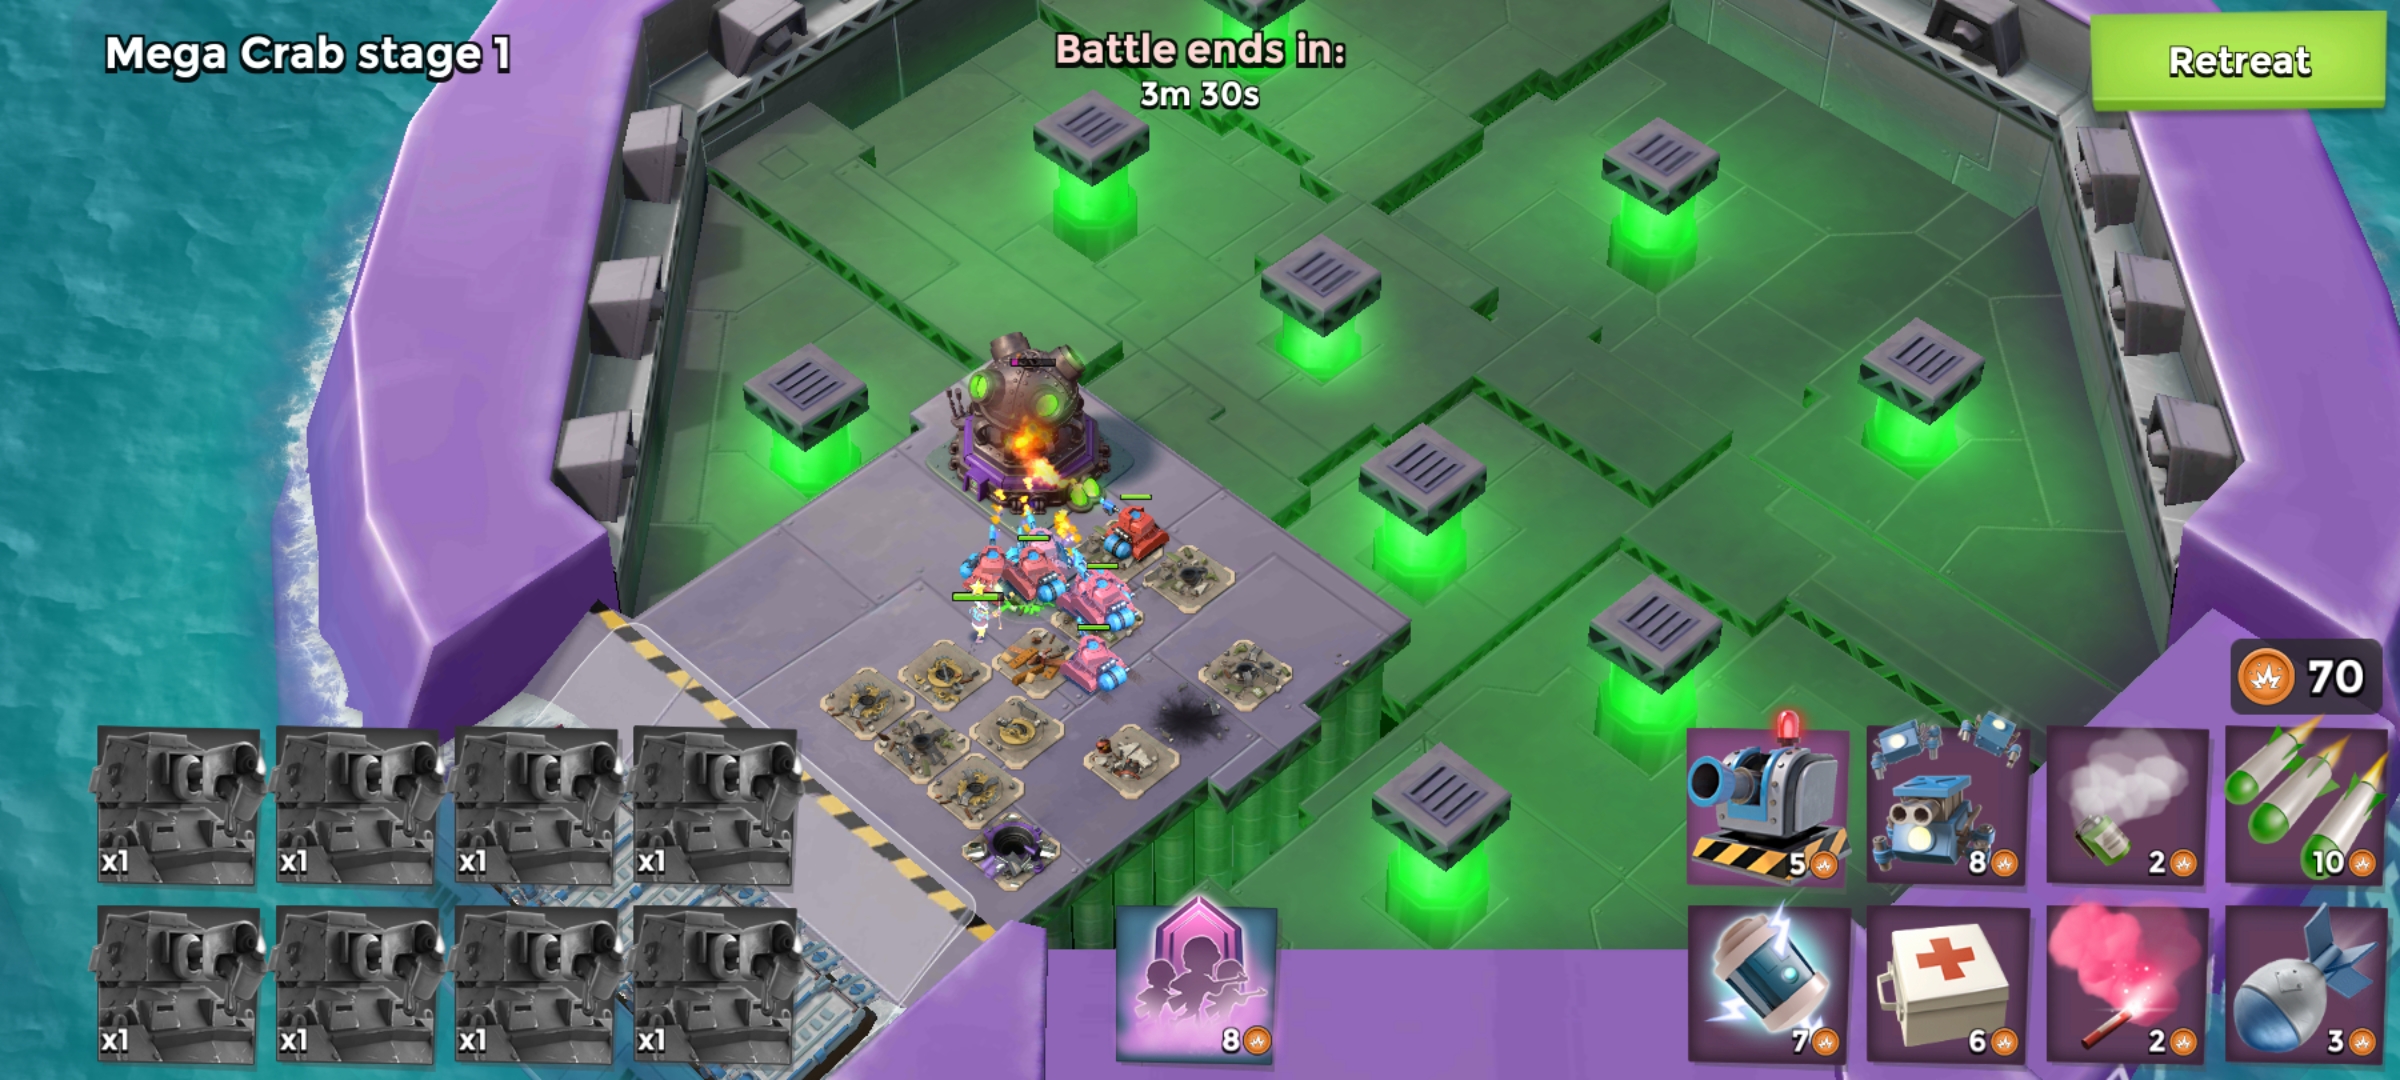 Mega Crab stage 1
Battle ends in:
3m 30s
Retreat
70
x1 x1 x1 x1
5 8 2 10
x1 x1 x1 x1
8
7 6 2 3